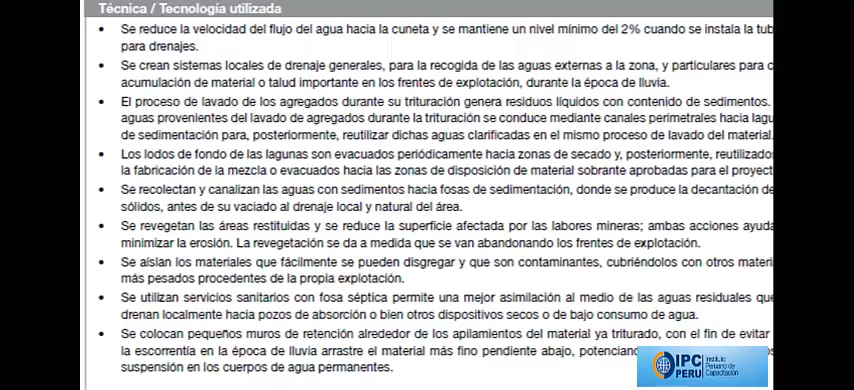 Técnica / Tecnología utilizada
• Se reduce la velocidad del flujo del agua hacia la cuneta y se mantiene un nivel mínimo del 2% cuando se instala la tub
para drenajes.
• Se crean sistemas locales de drenaje generales, para la recogida de las aguas externas a la zona, y particulares para c
acumulación de material o talud importante en los frentes de explotación, durante la época de lluvia.
• El proceso de lavado de los agregados durante su trituración genera residuos líquidos con contenido de sedimentos.
aguas provenientes del lavado de agregados durante la trituración se conduce mediante canales perimetrales hacia lagu
de sedimentación para, posteriormente, reutilizar dichas aguas clarificadas en el mismo proceso de lavado del material.
• Los lodos de fondo de las lagunas son evacuados periódicamente hacia zonas de secado y, posteriormente, reutilizados
la fabricación de la mezcla o evacuados hacia las zonas de disposición de material sobrante aprobadas para el proyect
• Se recolectan y canalizan las aguas con sedimentos hacia fosas de sedimentación, donde se produce la decantación de
sólidos, antes de su vaciado al drenaje local y natural del área.
• Se revegetan las áreas restituidas y se reduce la superficie afectada por las labores mineras; ambas acciones ayuda
minimizar la erosión. La revegetación se da a medida que se van abandonando los frentes de explotación.
• Se aíslan los materiales que fácilmente se pueden disgregar y que son contaminantes, cubriéndolos con otros materi
más pesados procedentes de la propia explotación.
• Se utilizan servicios sanitarios con fosa séptica permite una mejor asimilación al medio de las aguas residuales que
drenan localmente hacia pozos de absorción o bien otros dispositivos secos o de bajo consumo de agua.
• Se colocan pequeños muros de retención alrededor de los apilamientos del material ya triturado, con el fin de evitar
la escorrentía en la época de lluvia arrastre el material más fino pendiente abajo, potencian
suspensión en los cuerpos de agua permanentes.
IPC PERU Instituto Peruano de Capacitación